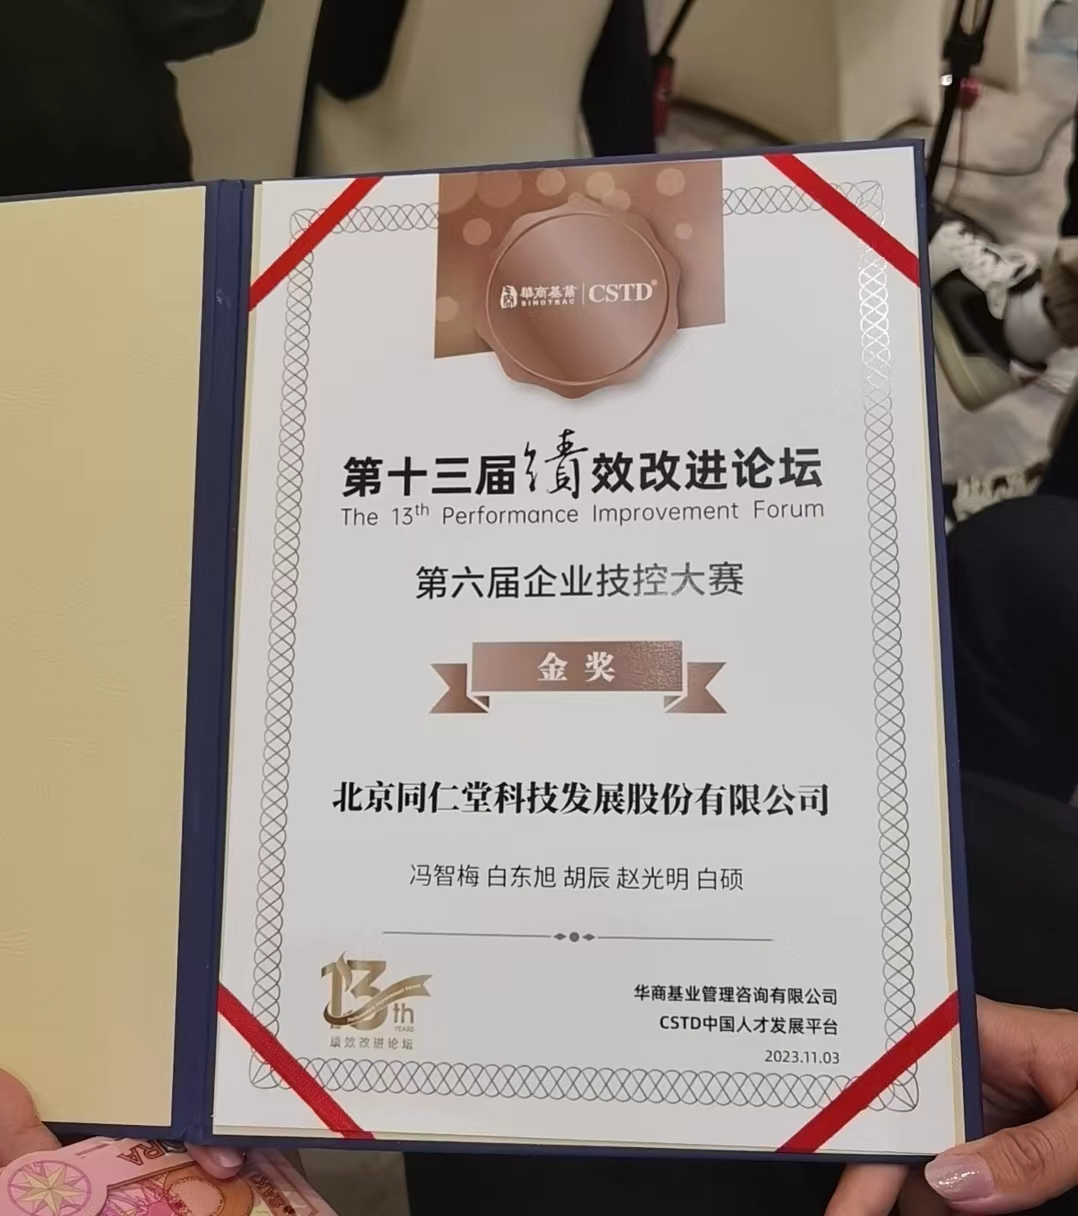 華商基業 | CSTD®
SINOTRAC
第十三届绩效改进论坛
The 13th Performance Improvement Forum
第六届企业技控大赛
金奖
北京同仁堂科技发展股份有限公司
冯智梅 白东旭 胡辰 赵光明 白硕
13th
YEARS
绩效改进论坛
华商基业管理咨询有限公司
CSTD中国人才发展平台
2023.11.03